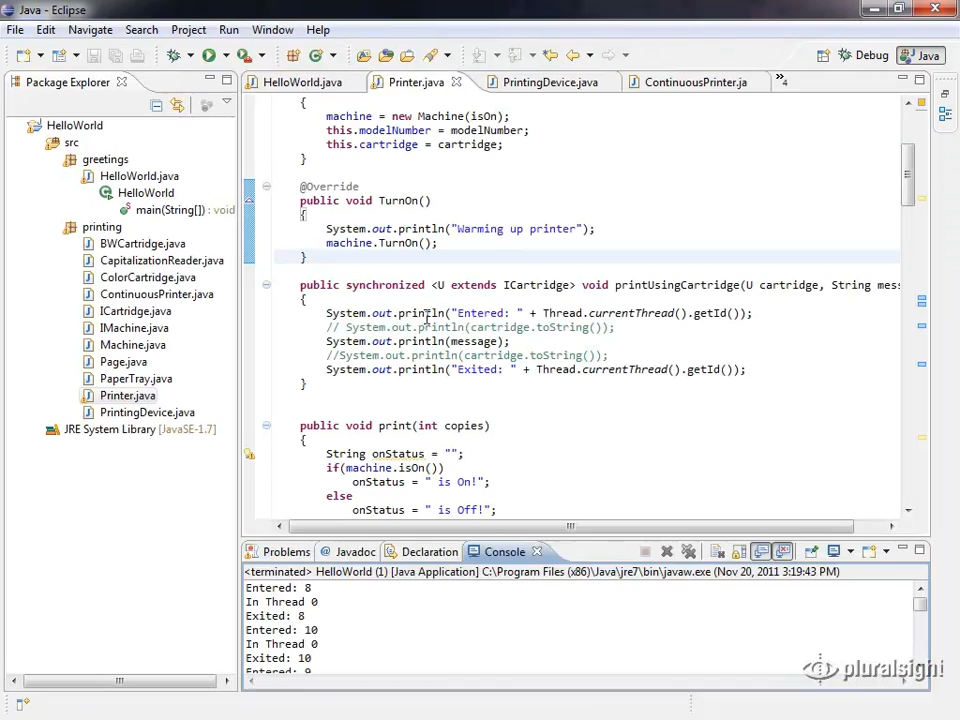 Java - Eclipse
File Edit Navigate Search Project Run Window Help
Debug Java
Package Explorer
HelloWorld.java Printer.java PrintingDevice.java ContinuousPrinter.ja »4
HelloWorld
src
greetings
HelloWorld.java
HelloWorld
main(String[]) : void
printing
BWCartridge.java
CapitalizationReader.java
ColorCartridge.java
ContinuousPrinter.java
ICartridge.java
IMachine.java
Machine.java
Page.java
PaperTray.java
Printer.java
PrintingDevice.java
JRE System Library [JavaSE-1.7]
{
machine = new Machine(isOn);
this.modelNumber = modelNumber;
this.cartridge = cartridge;
}
@Override
public void TurnOn()
{
System.out.println("Warming up printer");
machine.TurnOn();
}
public synchronized <U extends ICartridge> void printUsingCartridge(U cartridge, String mess
{
System.out.println("Entered: " + Thread.currentThread().getId());
// System.out.println(cartridge.toString());
System.out.println(message);
//System.out.println(cartridge.toString());
System.out.println("Exited: " + Thread.currentThread().getId());
}
public void print(int copies)
{
String onStatus = "";
if(machine.isOn())
onStatus = " is On!";
else
onStatus = " is Off!";
Problems @ Javadoc Declaration Console
<terminated> HelloWorld (1) [Java Application] C:\Program Files (x86)\Java\jre7\bin\javaw.exe (Nov 20, 2011 3:19:43 PM)
Entered: 8
In Thread 0
Exited: 8
Entered: 10
In Thread 0
Exited: 10
Entered: 9
pluralsight